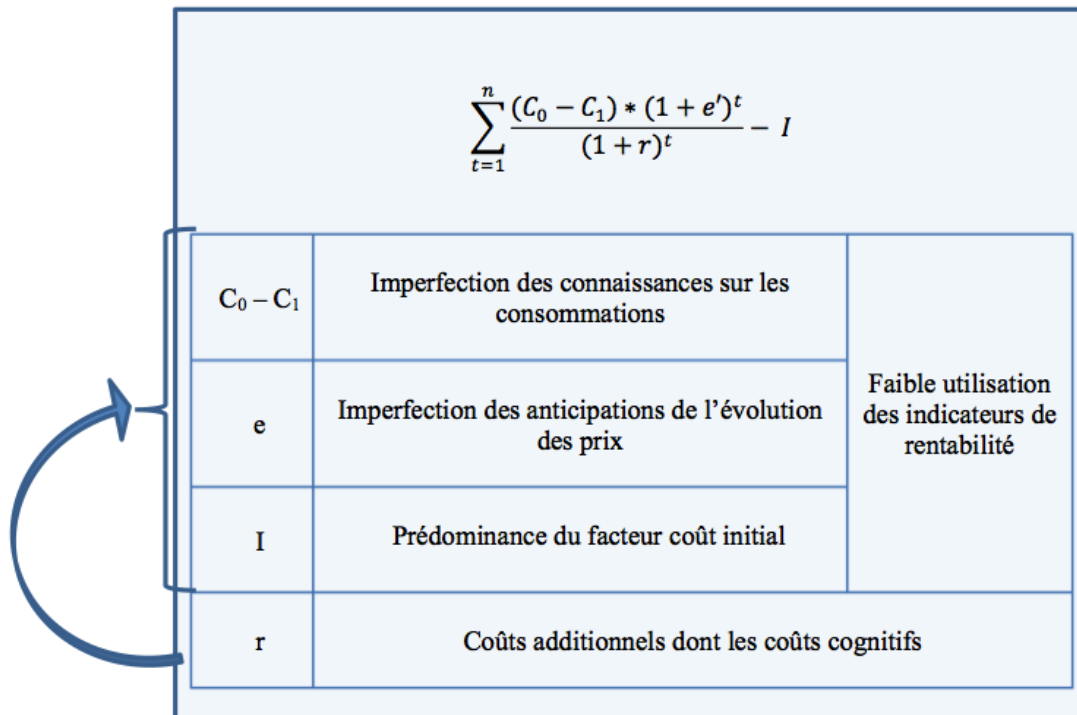 ∑ₜ₌₁ⁿ (C₀ − C₁) ∗ (1 + e′)ᵗ / (1 + r)ᵗ − I
C₀ – C₁
Imperfection des connaissances sur les
consommations
e
Imperfection des anticipations de l’évolution
des prix
I
Prédominance du facteur coût initial
Faible utilisation
des indicateurs de
rentabilité
r
Coûts additionnels dont les coûts cognitifs